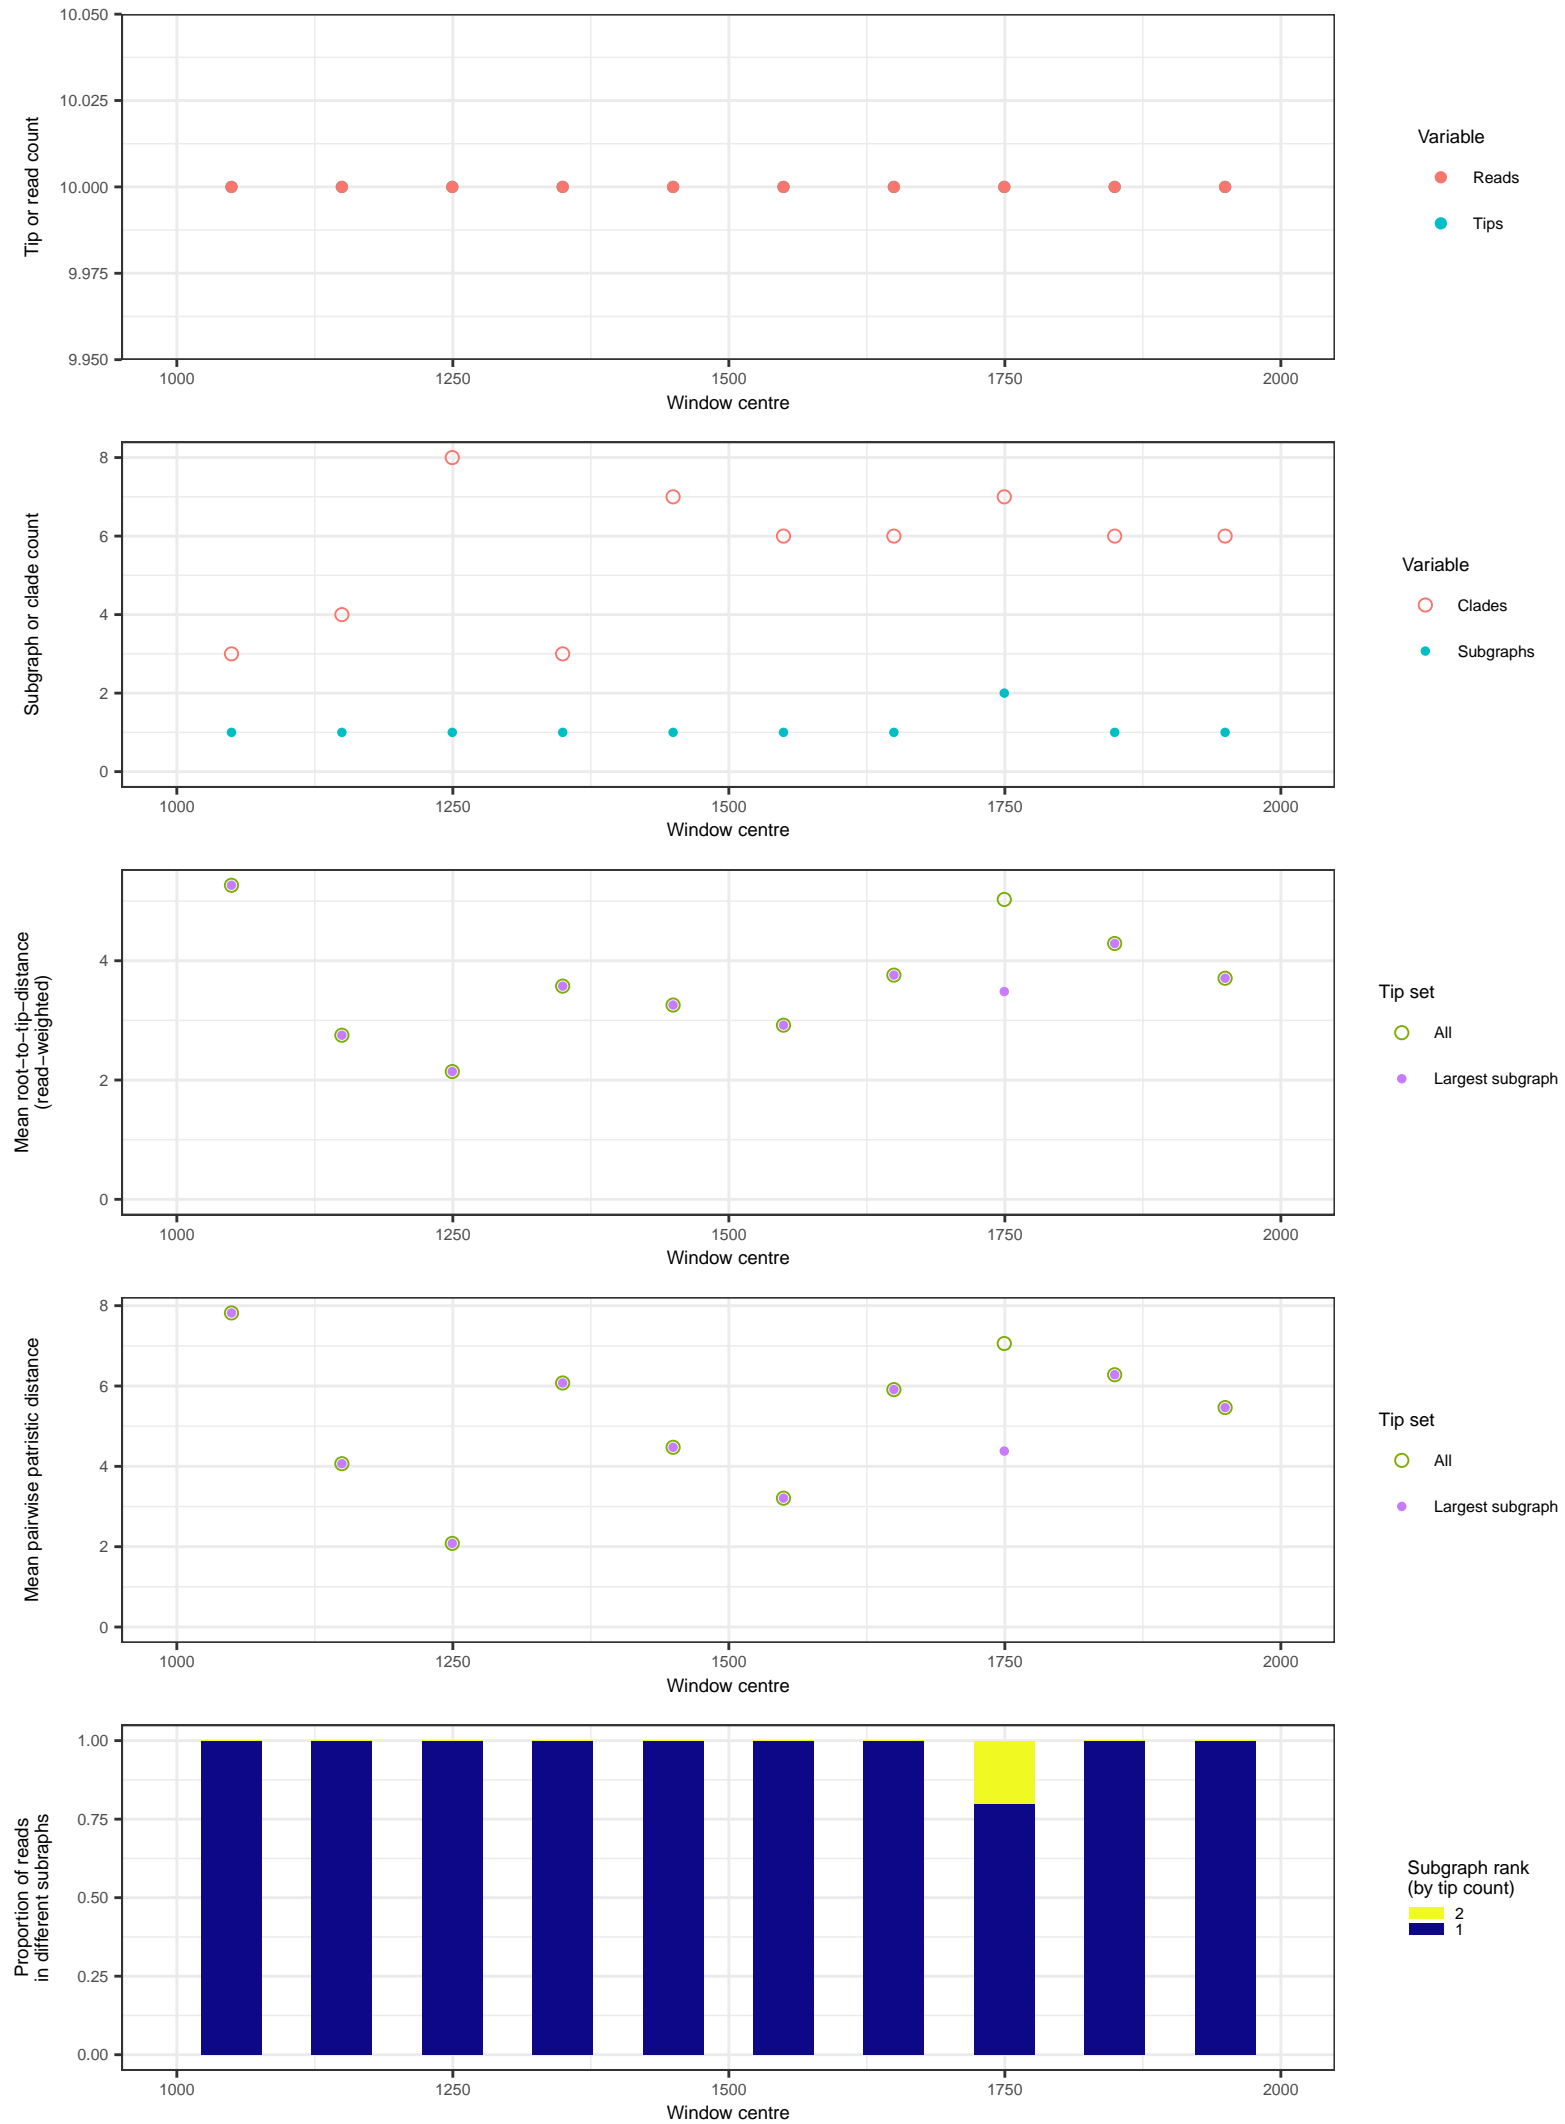 10.050
10.025
10.000
9.975
9.950
Tip or read count
1000 1250 1500 1750 2000
Window centre
Variable
Reads
Tips
8
6
4
2
0
Subgraph or clade count
1000 1250 1500 1750 2000
Window centre
Variable
Clades
Subgraphs
4
2
0
Mean root−to−tip−distance
(read−weighted)
1000 1250 1500 1750 2000
Window centre
Tip set
All
Largest subgraph
8
6
4
2
0
Mean pairwise patristic distance
1000 1250 1500 1750 2000
Window centre
Tip set
All
Largest subgraph
1.00
0.75
0.50
0.25
0.00
Proportion of reads
in different subraphs
1000 1250 1500 1750 2000
Window centre
Subgraph rank
(by tip count)
2
1